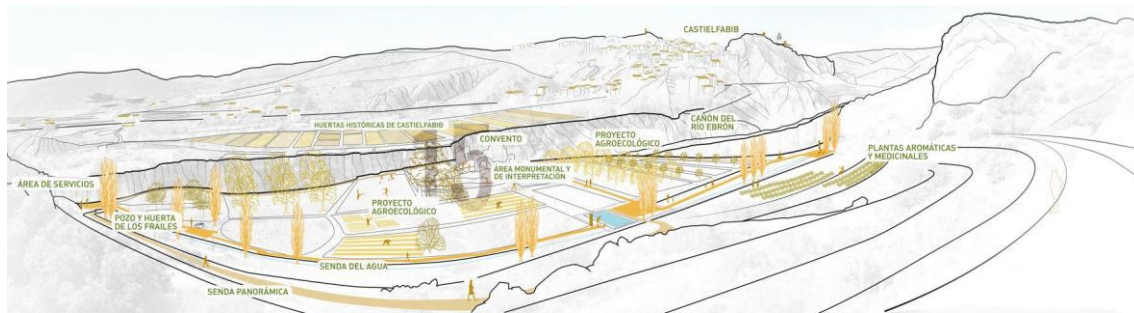 CASTIELFABIB
HUERTAS HISTÓRICAS DE CASTIELFABIB
CAÑÓN DEL
RÍO EBRÓN
CONVENTO
PROYECTO
AGROECOLÓGICO
PLANTAS AROMÁTICAS
Y MEDICINALES
ÁREA MONUMENTAL Y
DE INTERPRETACIÓN
ÁREA DE SERVICIOS
PROYECTO
AGROECOLÓGICO
POZO Y HUERTA
DE LOS FRAILES
SENDA DEL AGUA
SENDA PANORÁMICA